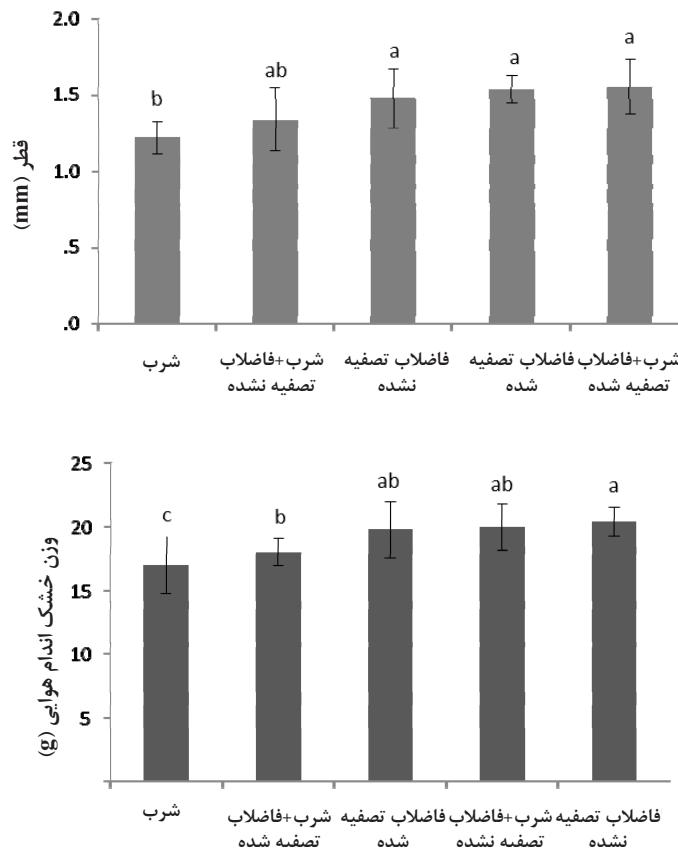 2.0
1.5
1.0
.5
.0
قطر (mm)
b
ab
a
a
a
شرب
شرب+فاضلاب
تصفیه نشده
فاضلاب تصفیه
نشده
فاضلاب تصفیه
شده
شرب+فاضلاب
تصفیه شده
25
20
15
10
5
وزن خشک اندام هوایی (g)
c
b
ab
ab
a
شرب
شرب+فاضلاب
تصفیه شده
فاضلاب تصفیه
شده
شرب+فاضلاب
تصفیه نشده
فاضلاب تصفیه
نشده